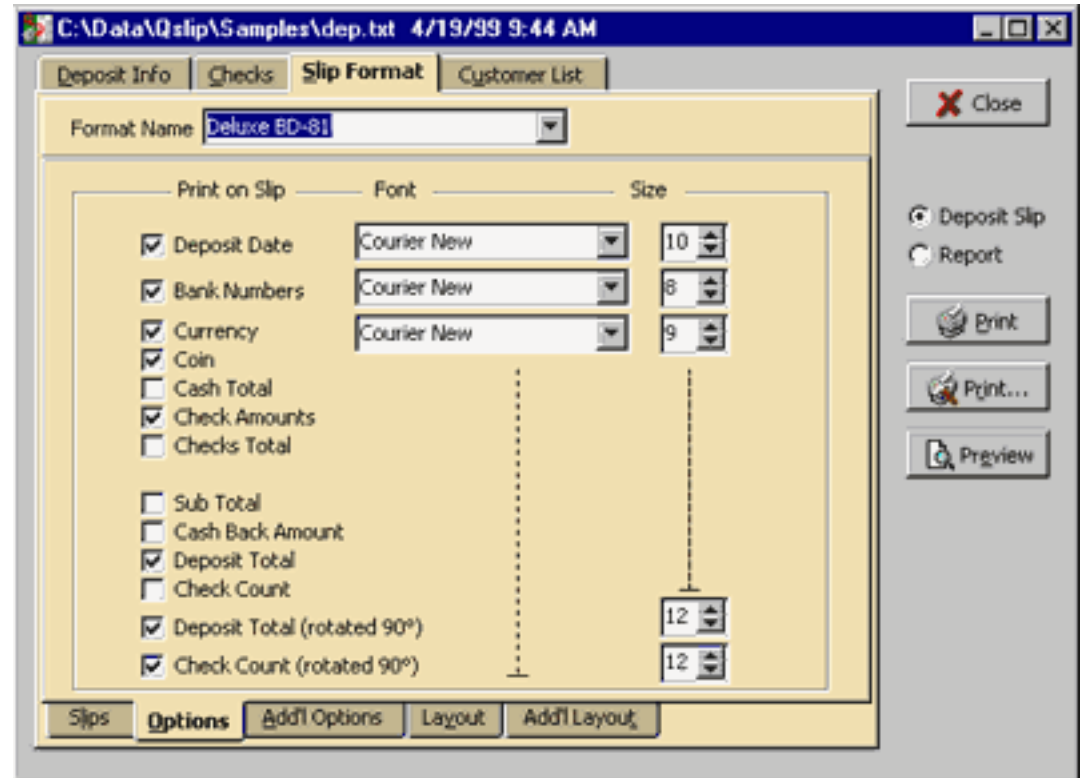 C:\Data\Qslip\Samples\dep.txt 4/19/99 9:44 AM
Deposit Info Checks Slip Format Customer List
Close
Format Name Deluxe BD-81
Print on Slip Font Size
Deposit Date Courier New 10
Deposit Slip
Report
Bank Numbers Courier New 8
Currency Courier New 9
Print
Coin
Cash Total
Print...
Check Amounts
Checks Total
Preview
Sub Total
Cash Back Amount
Deposit Total
Check Count
Deposit Total (rotated 90°) 12
Check Count (rotated 90°) 12
Slips Options Add'l Options Layout Add'l Layout